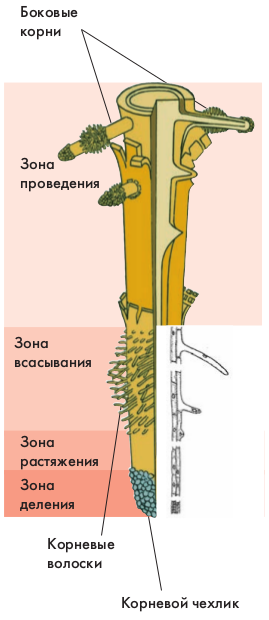 Боковые
корни
Зона
проведения
Зона
всасывания
Зона
растяжения
Зона
деления
Корневые
волоски
Корневой чехлик